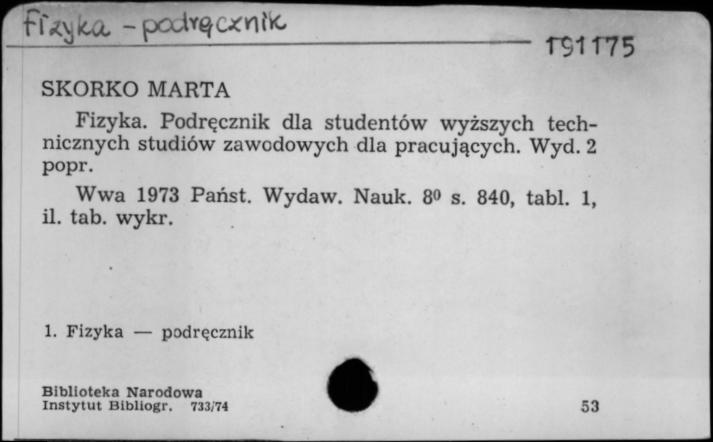 Fizyka - podręcznik
191175
SKORKO MARTA
Fizyka. Podręcznik dla studentów wyższych tech-
nicznych studiów zawodowych dla pracujących. Wyd. 2
popr.
Wwa 1973 Państ. Wydaw. Nauk. 8⁰ s. 840, tabl. 1,
il. tab. wykr.
1. Fizyka — podręcznik
Biblioteka Narodowa
Instytut Bibliogr. 733/74
53